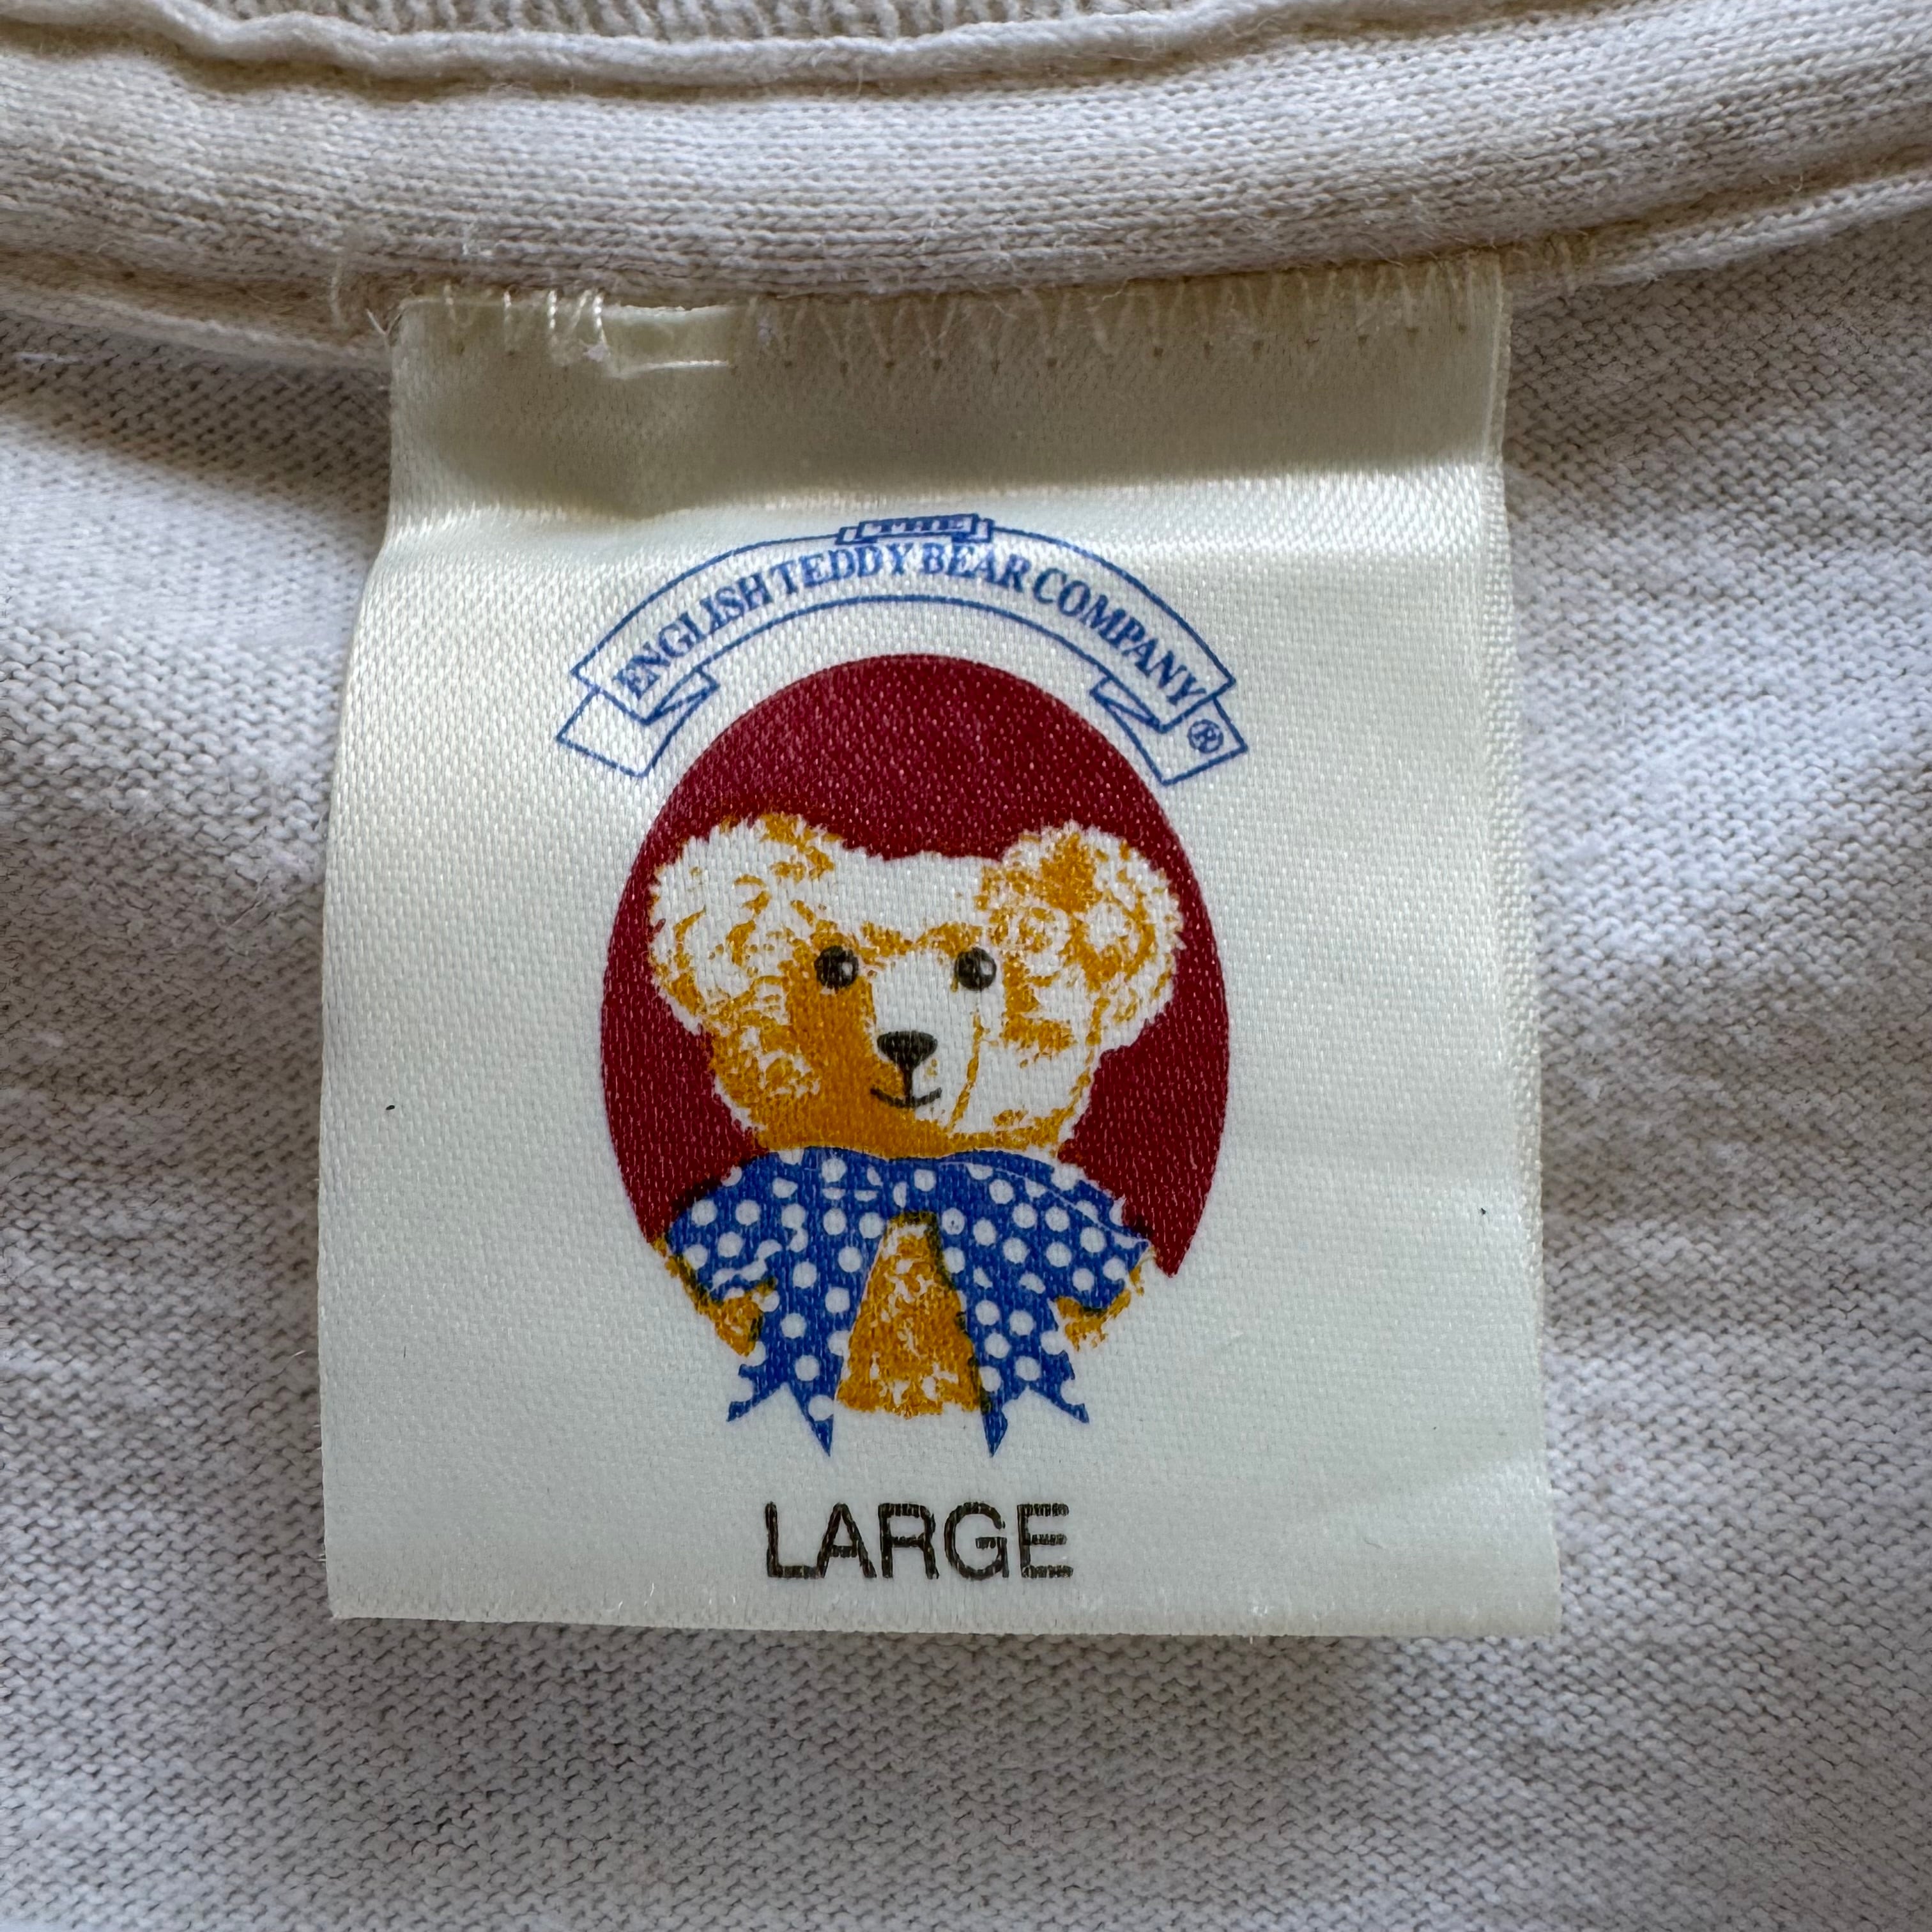 THE
ENGLISH TEDDY BEAR COMPANY
®
LARGE